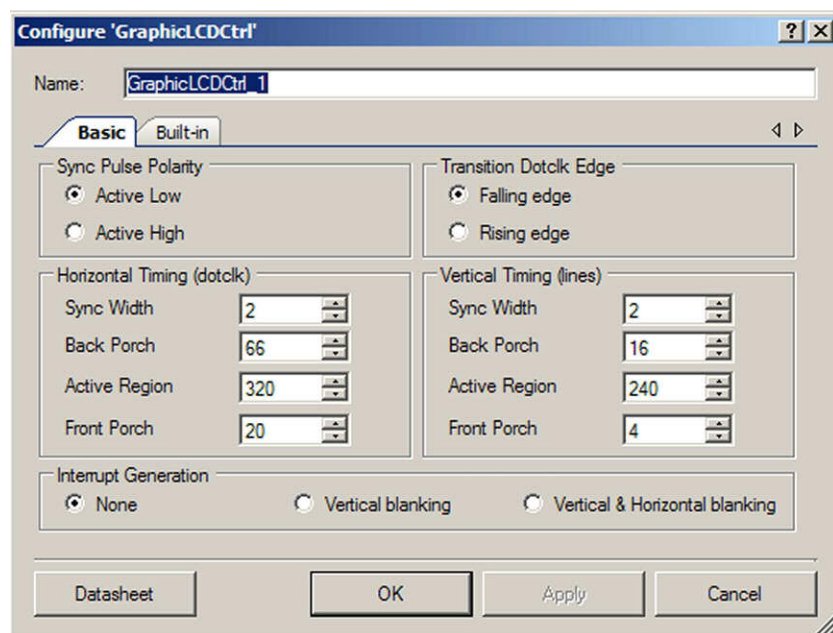 Configure 'GraphicLCDCtrl'
Name: GraphicLCDCtrl_1
Basic Built-in
Sync Pulse Polarity
Active Low
Active High
Transition Dotclk Edge
Falling edge
Rising edge
Horizontal Timing (dotclk)
Sync Width 2
Back Porch 66
Active Region 320
Front Porch 20
Vertical Timing (lines)
Sync Width 2
Back Porch 16
Active Region 240
Front Porch 4
Interrupt Generation
None Vertical blanking Vertical & Horizontal blanking
Datasheet OK Apply Cancel